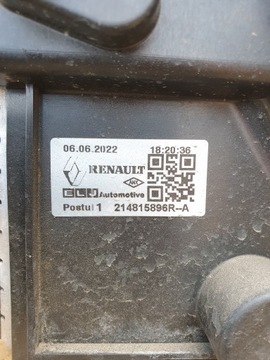 06.06.2022 18:20:36
RENAULT
ELJ Automotive
Postul 1 214815896R--A